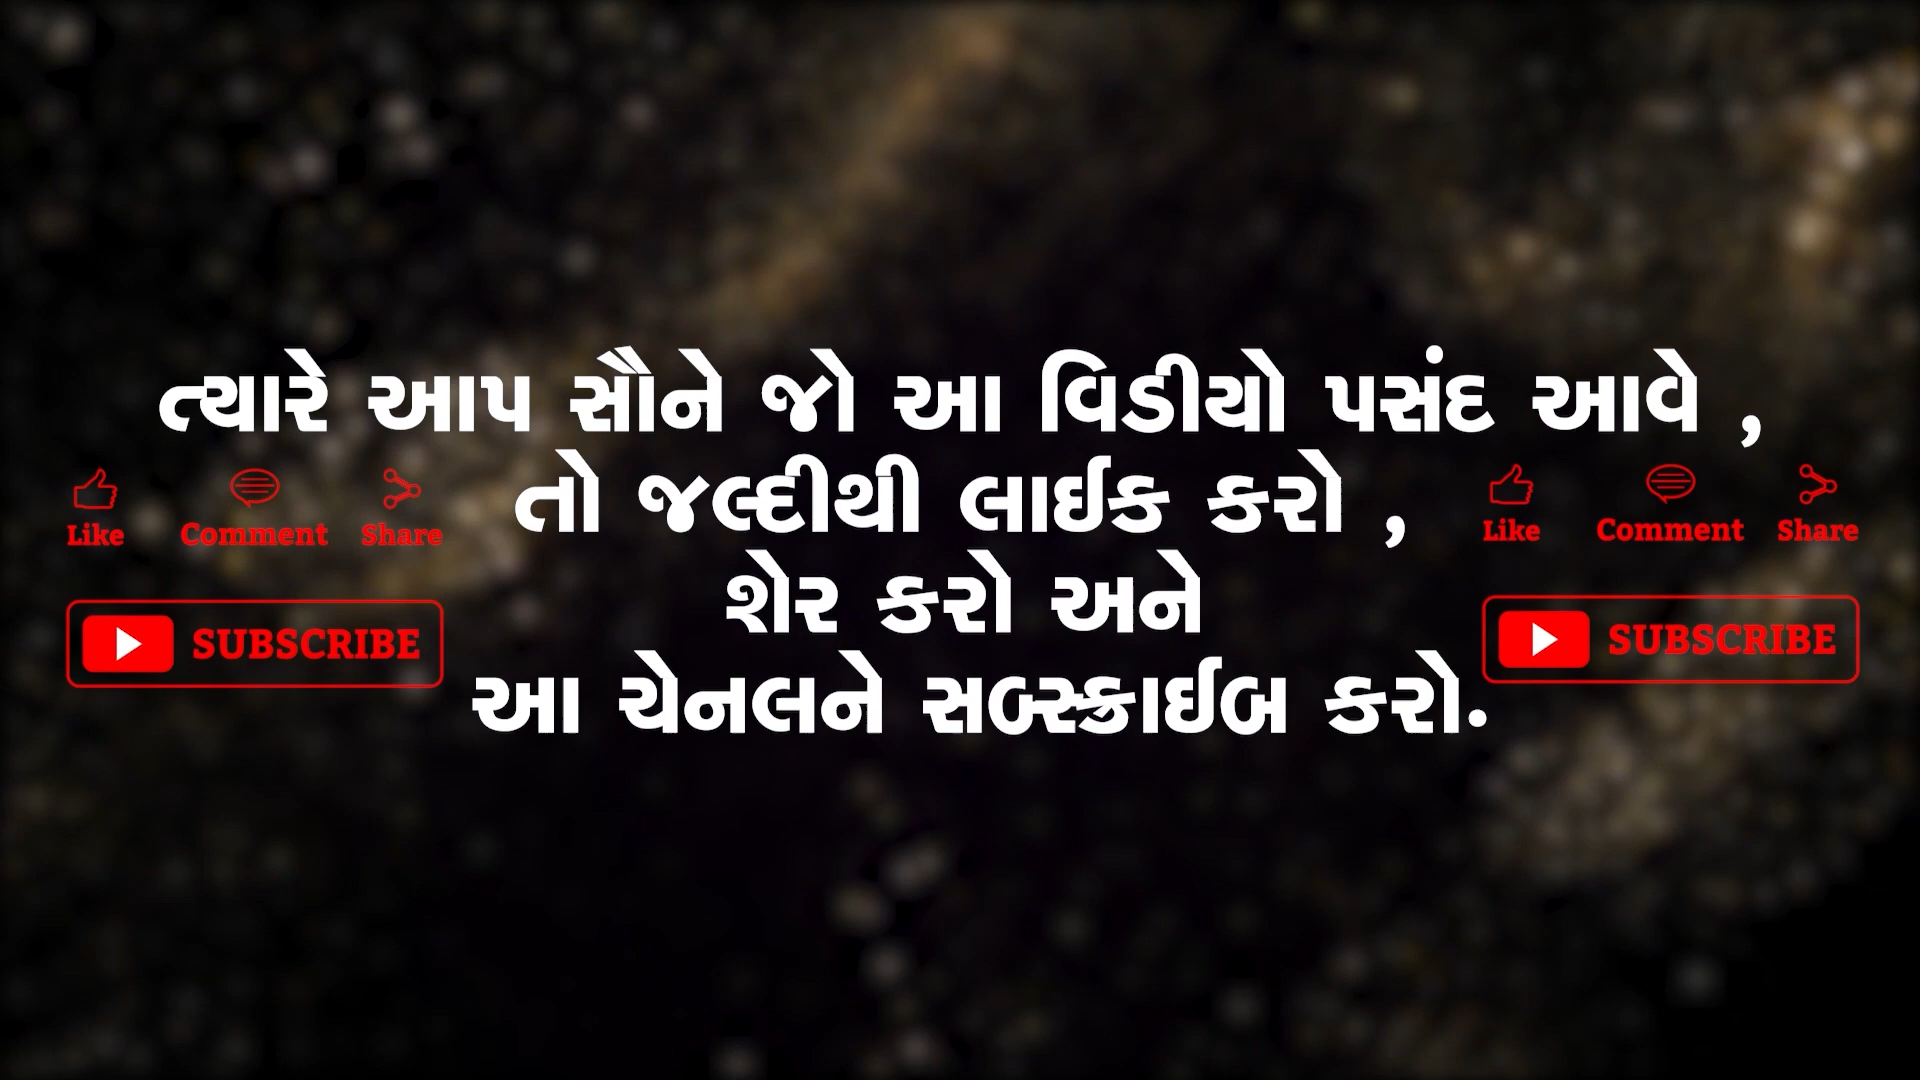 ત્યારે આપ સૌને જો આ વિડીયો પસંદ આવે ,
તો જલ્દીથી લાઈક કરો ,
શેર કરો અને
આ ચેનલને સબ્સ્ક્રાઈબ કરો.
Like Comment Share
SUBSCRIBE
Like Comment Share
SUBSCRIBE